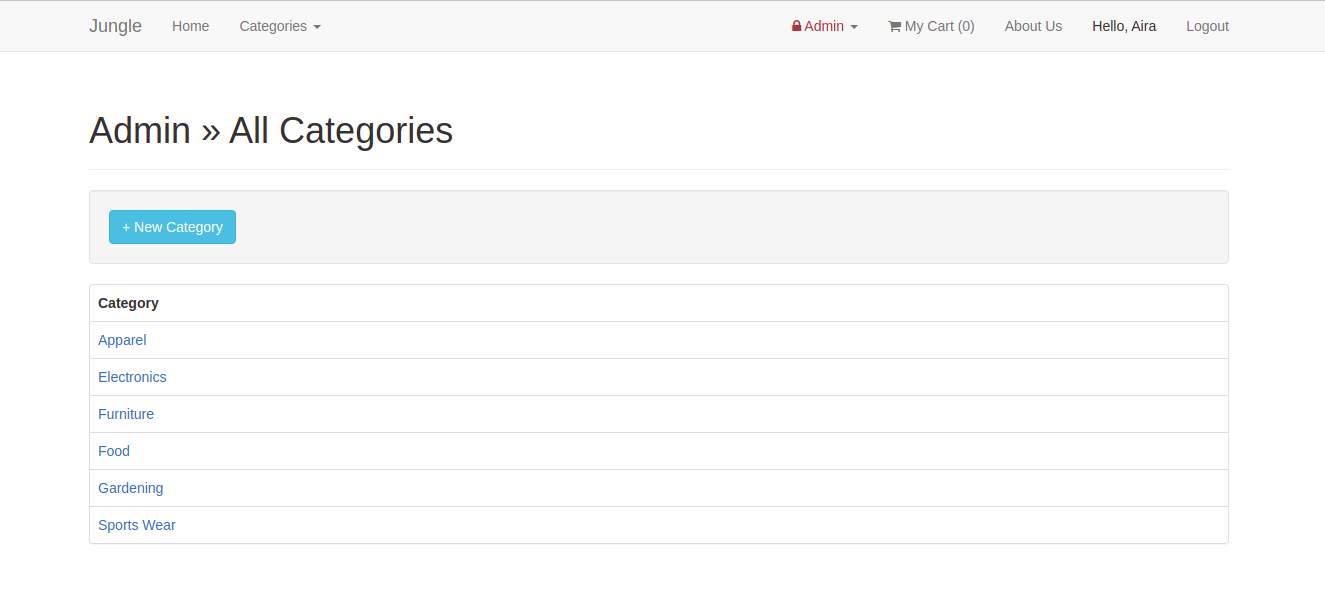 Jungle Home Categories Admin My Cart (0) About Us Hello, Aira Logout
Admin » All Categories
+ New Category
Category
Apparel
Electronics
Furniture
Food
Gardening
Sports Wear